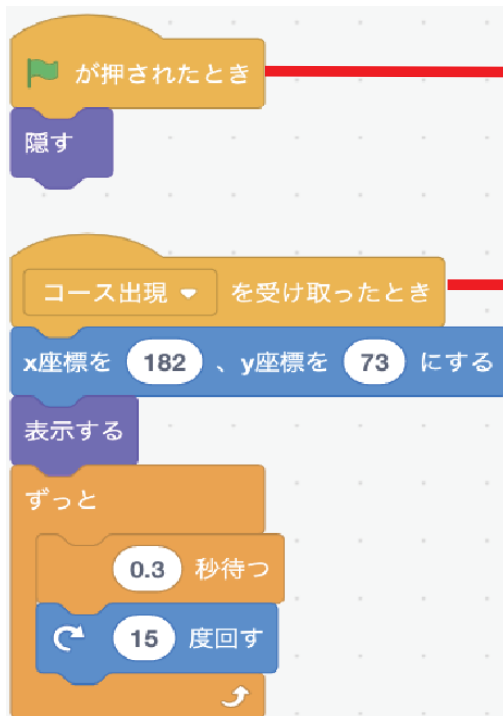 が押されたとき
隠す
コース出現 を受け取ったとき
x座標を 182 、y座標を 73 にする
表示する
ずっと
0.3 秒待つ
15 度回す